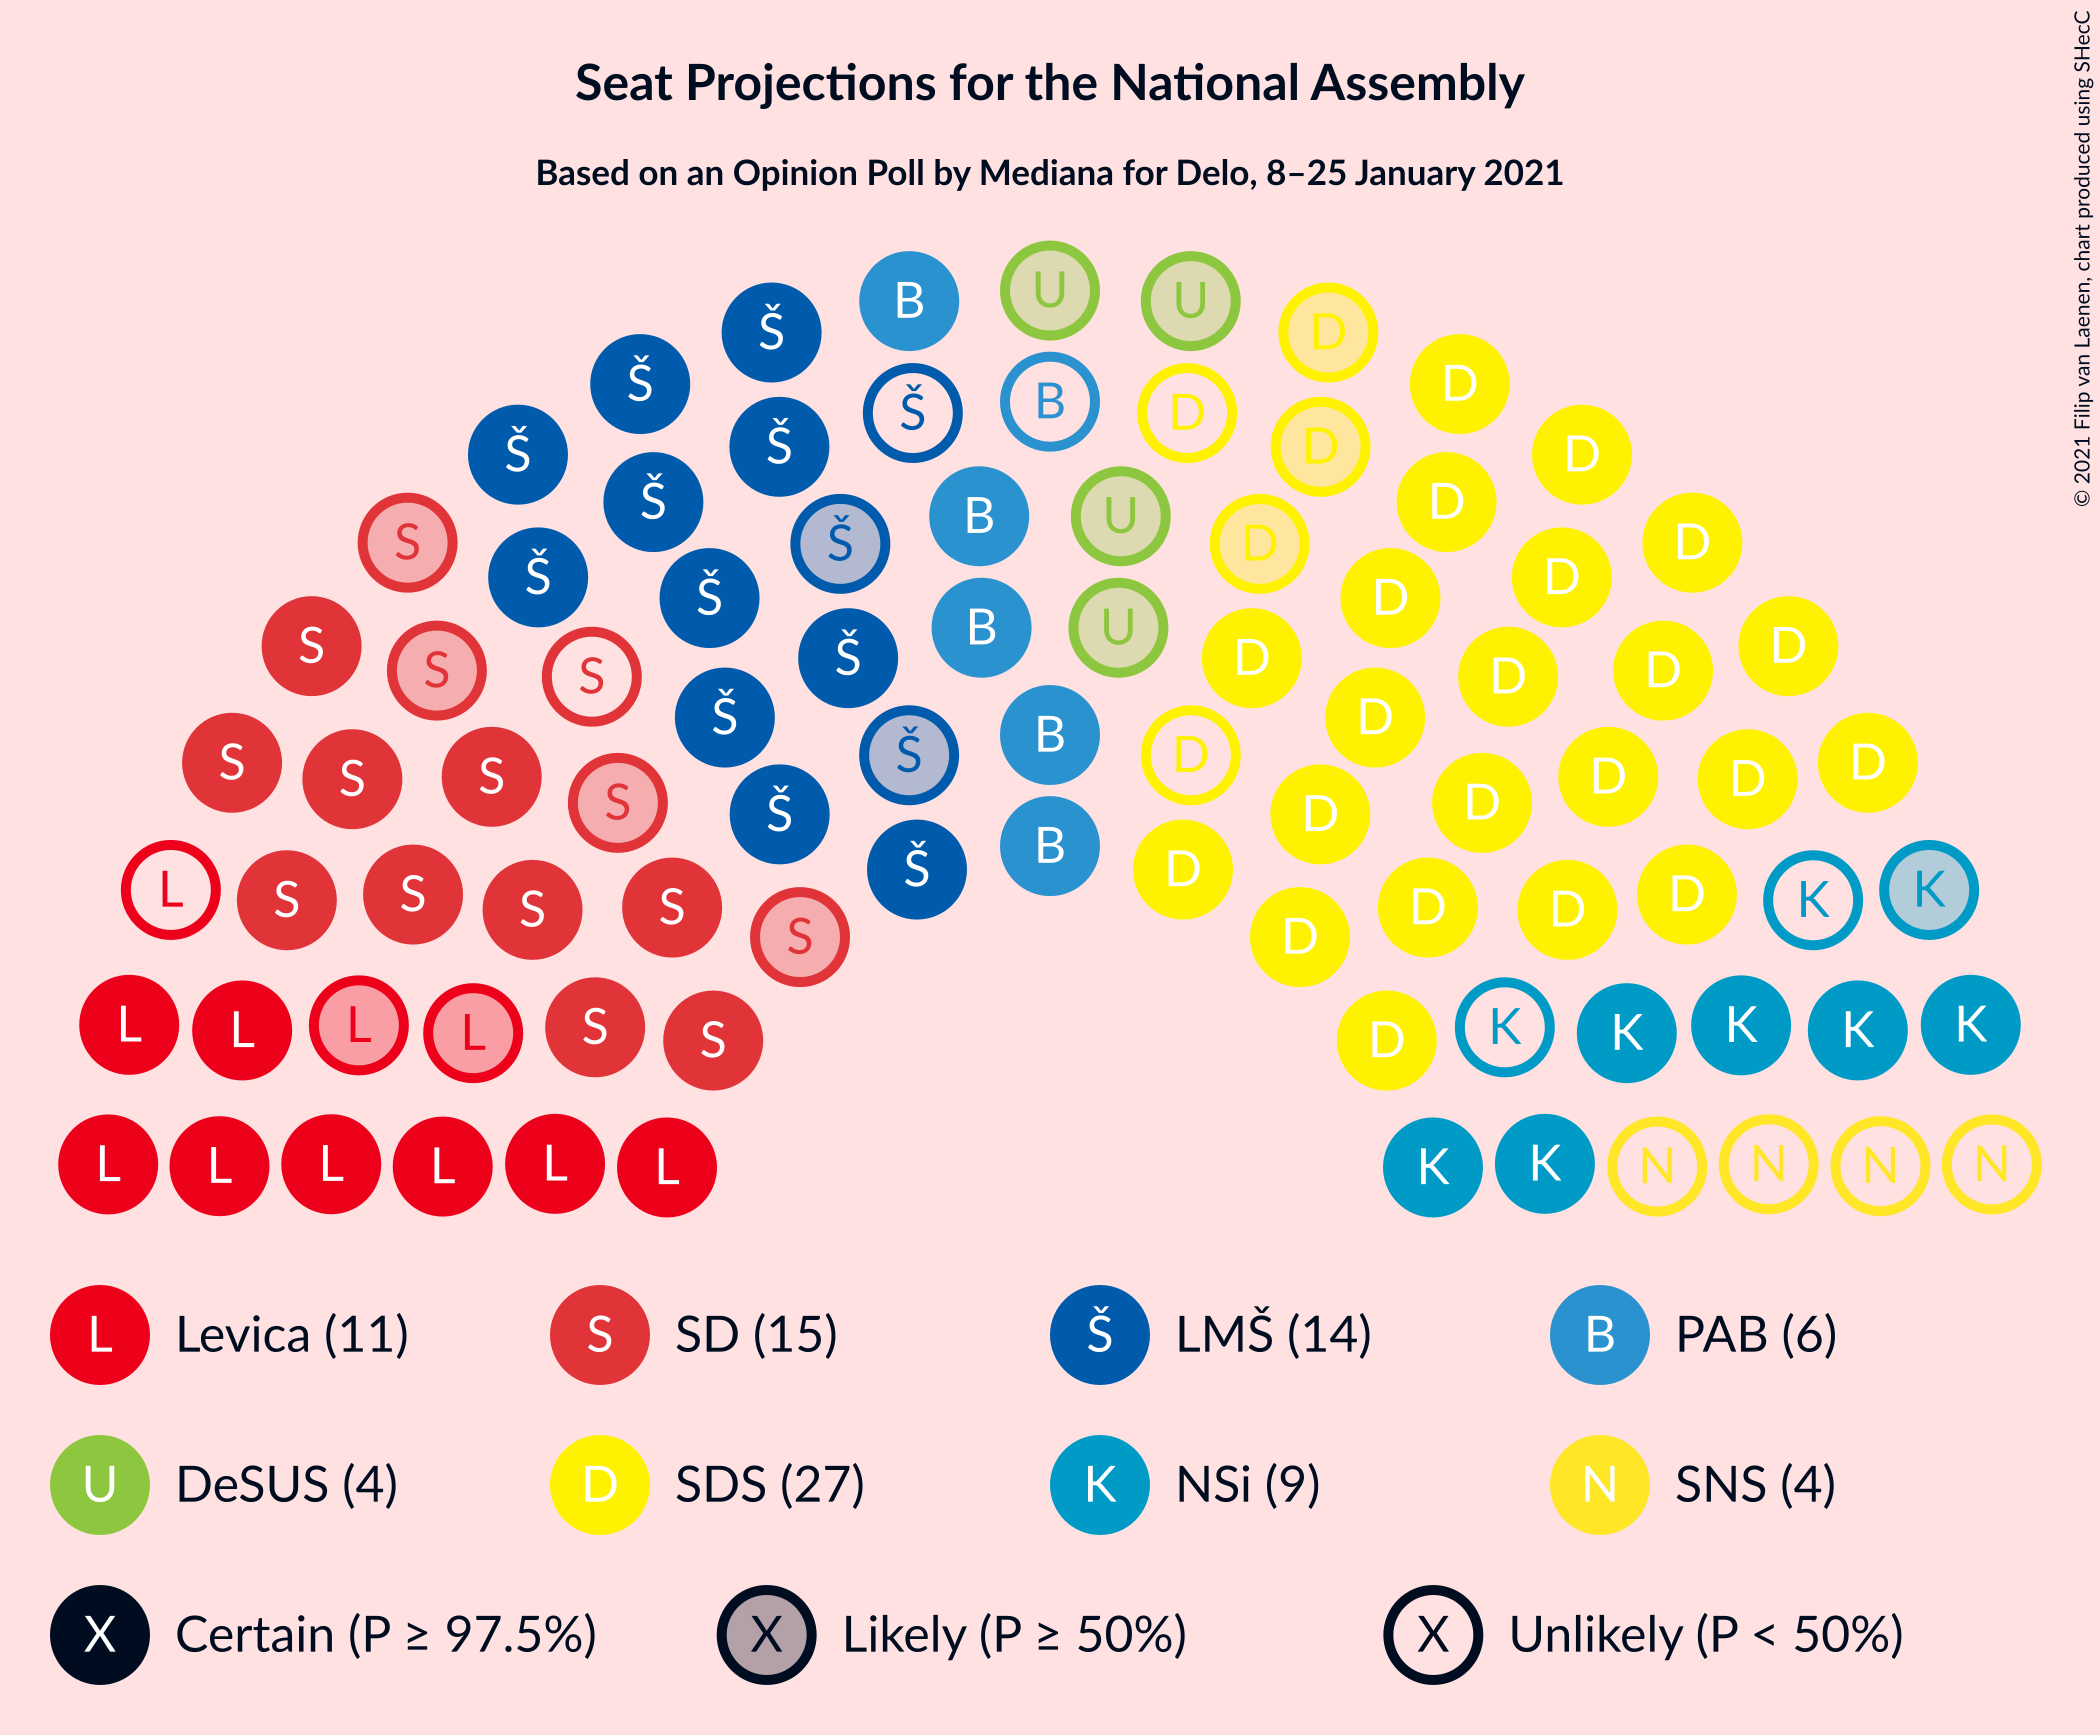 Seat Projections for the National Assembly
Based on an Opinion Poll by Mediana for Delo, 8–25 January 2021
© 2021 Filip van Laenen, chart produced using SHecC
B U U D
Š D
Š Š B D D
Š Š D D
Š B U D
S Š Š D D D
Š D
S B U D
S S Š D D D
Š Š B D
S S S D D D
S Š D D
Š B D
L S S S S D D D K K
S D
L L L L S S D K K K K K
L L L L L L K K N N N N
L Levica (11) S SD (15) Š LMŠ (14) B PAB (6)
U DeSUS (4) D SDS (27) K NSi (9) N SNS (4)
X Certain (P ≥ 97.5%) X Likely (P ≥ 50%) X Unlikely (P < 50%)